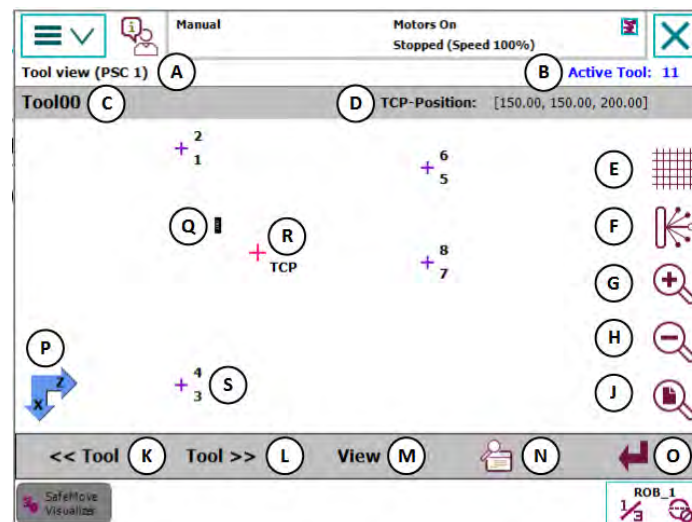 Manual
Motors On
Stopped (Speed 100%)
Tool view (PSC 1) A
B Active Tool: 11
Tool00 C
D TCP-Position: [150.00, 150.00, 200.00]
2
1
6
5
E
Q
R
TCP
F
8
7
G
H
P
Z
X
4
3
S
J
<< Tool K
Tool >> L
View M
N
O
SafeMove
Visualizer
ROB_1
1/3